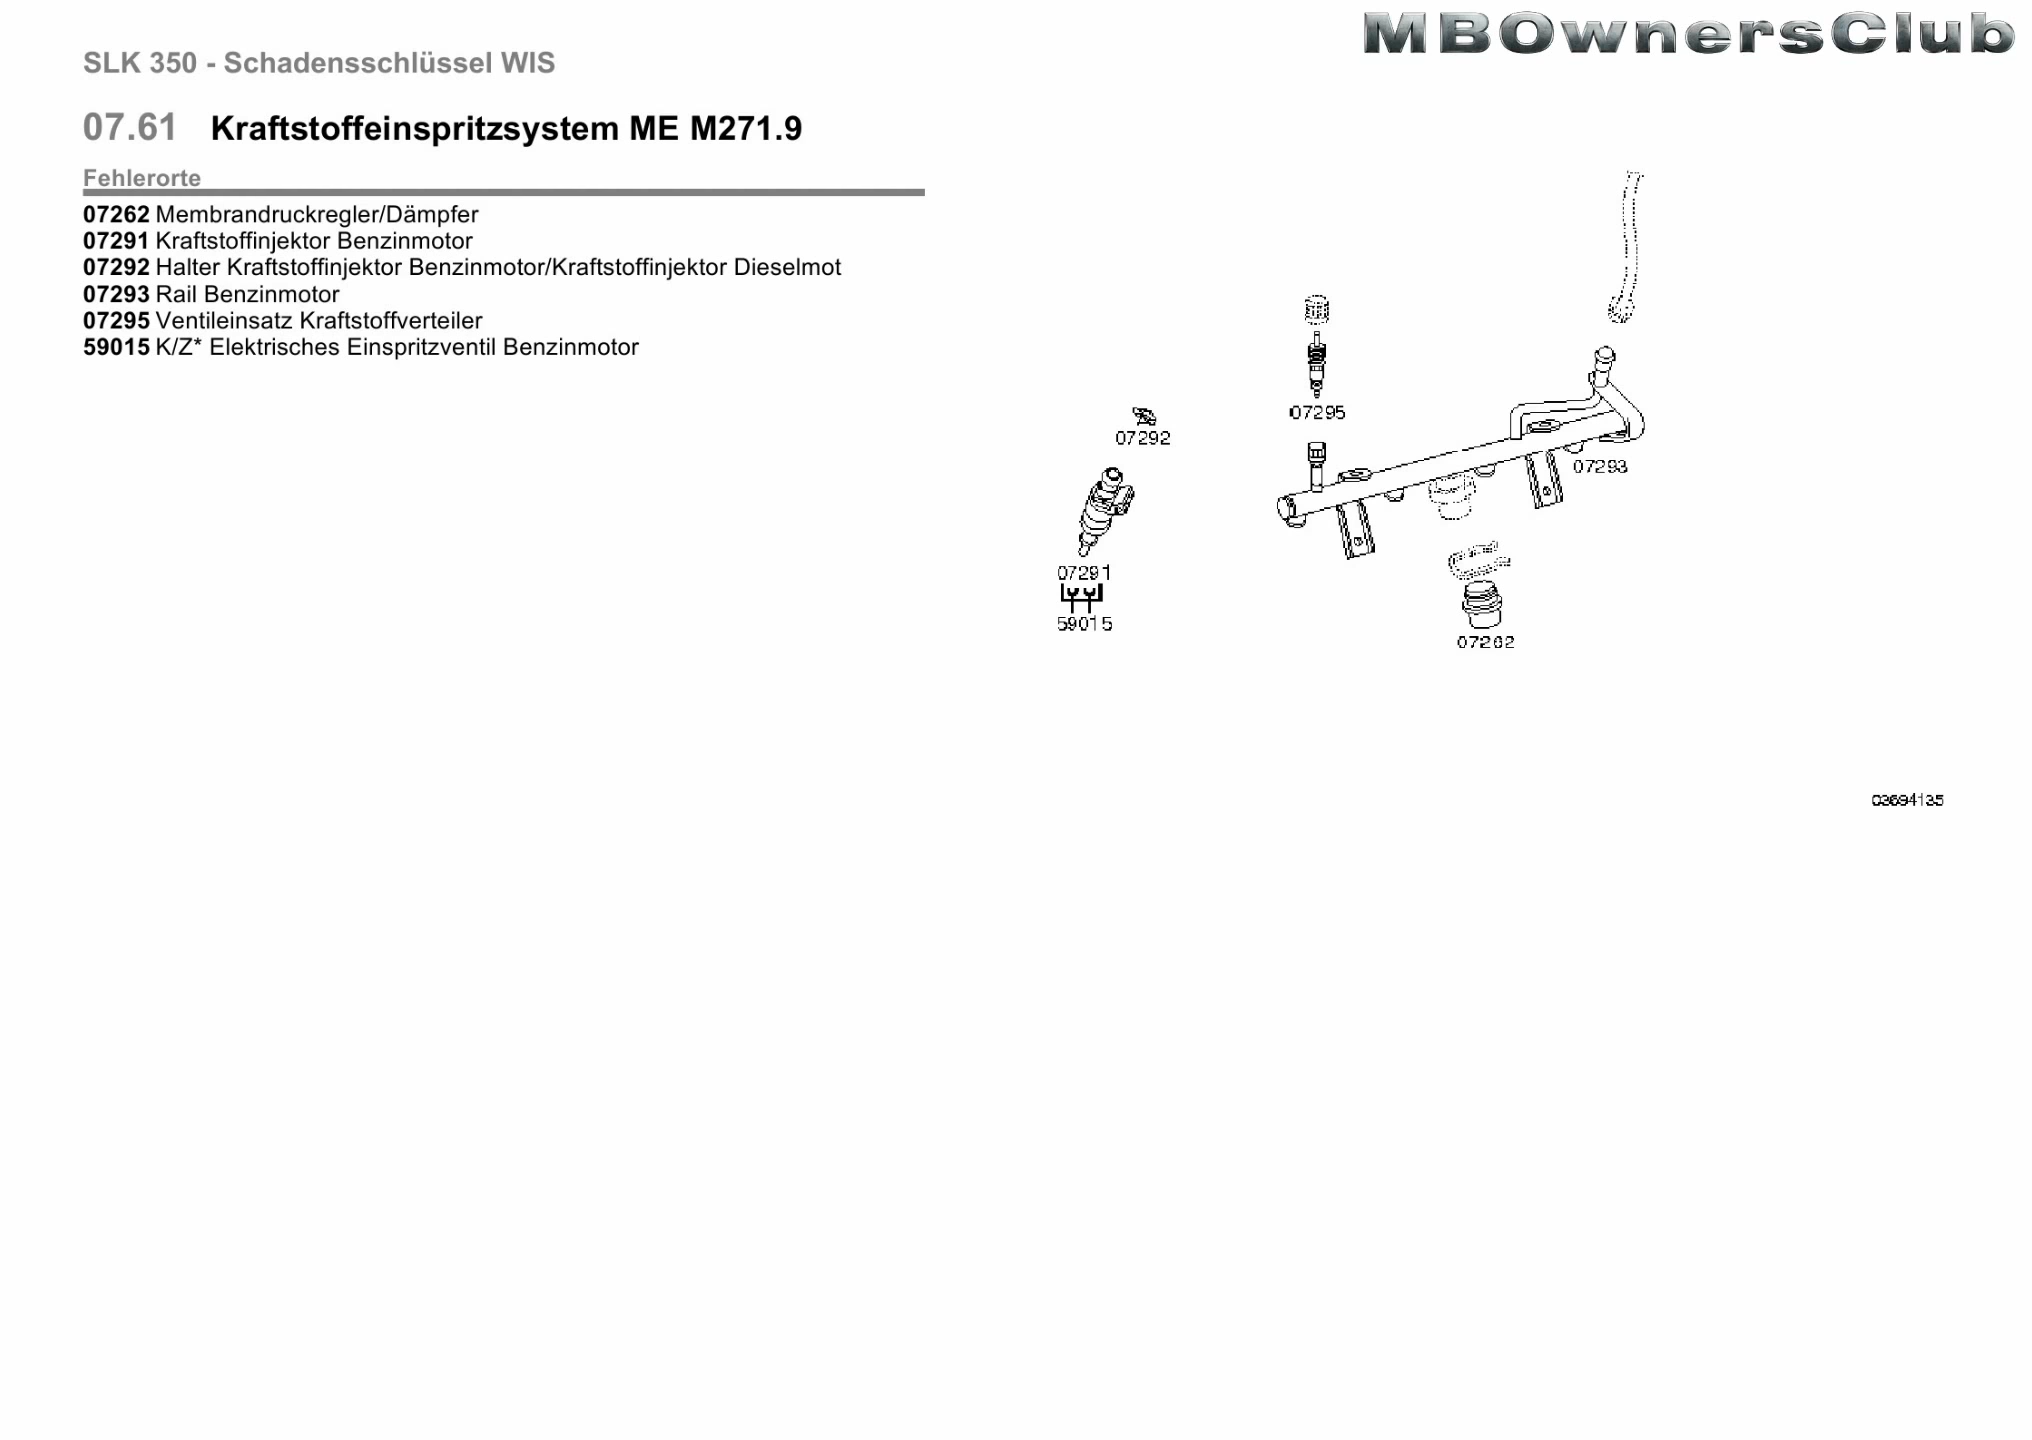 MBOwnersClub
SLK 350 - Schadensschlüssel WIS
07.61 Kraftstoffeinspritzsystem ME M271.9
Fehlerorte
07262 Membrandruckregler/Dämpfer
07291 Kraftstoffinjektor Benzinmotor
07292 Halter Kraftstoffinjektor Benzinmotor/Kraftstoffinjektor Dieselmot
07293 Rail Benzinmotor
07295 Ventileinsatz Kraftstoffverteiler
59015 K/Z* Elektrisches Einspritzventil Benzinmotor
07295
07292
07293
07291
59015
07262